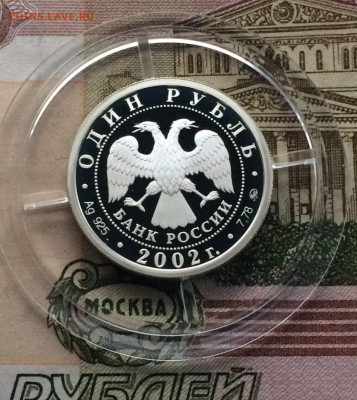 COINS.LAVE.RU
• ОДИН РУБЛЬ •
Ag 925
7,78
БАНК РОССИИ
• 2002 г. •
МОСКВА
РУБЛЕЙ